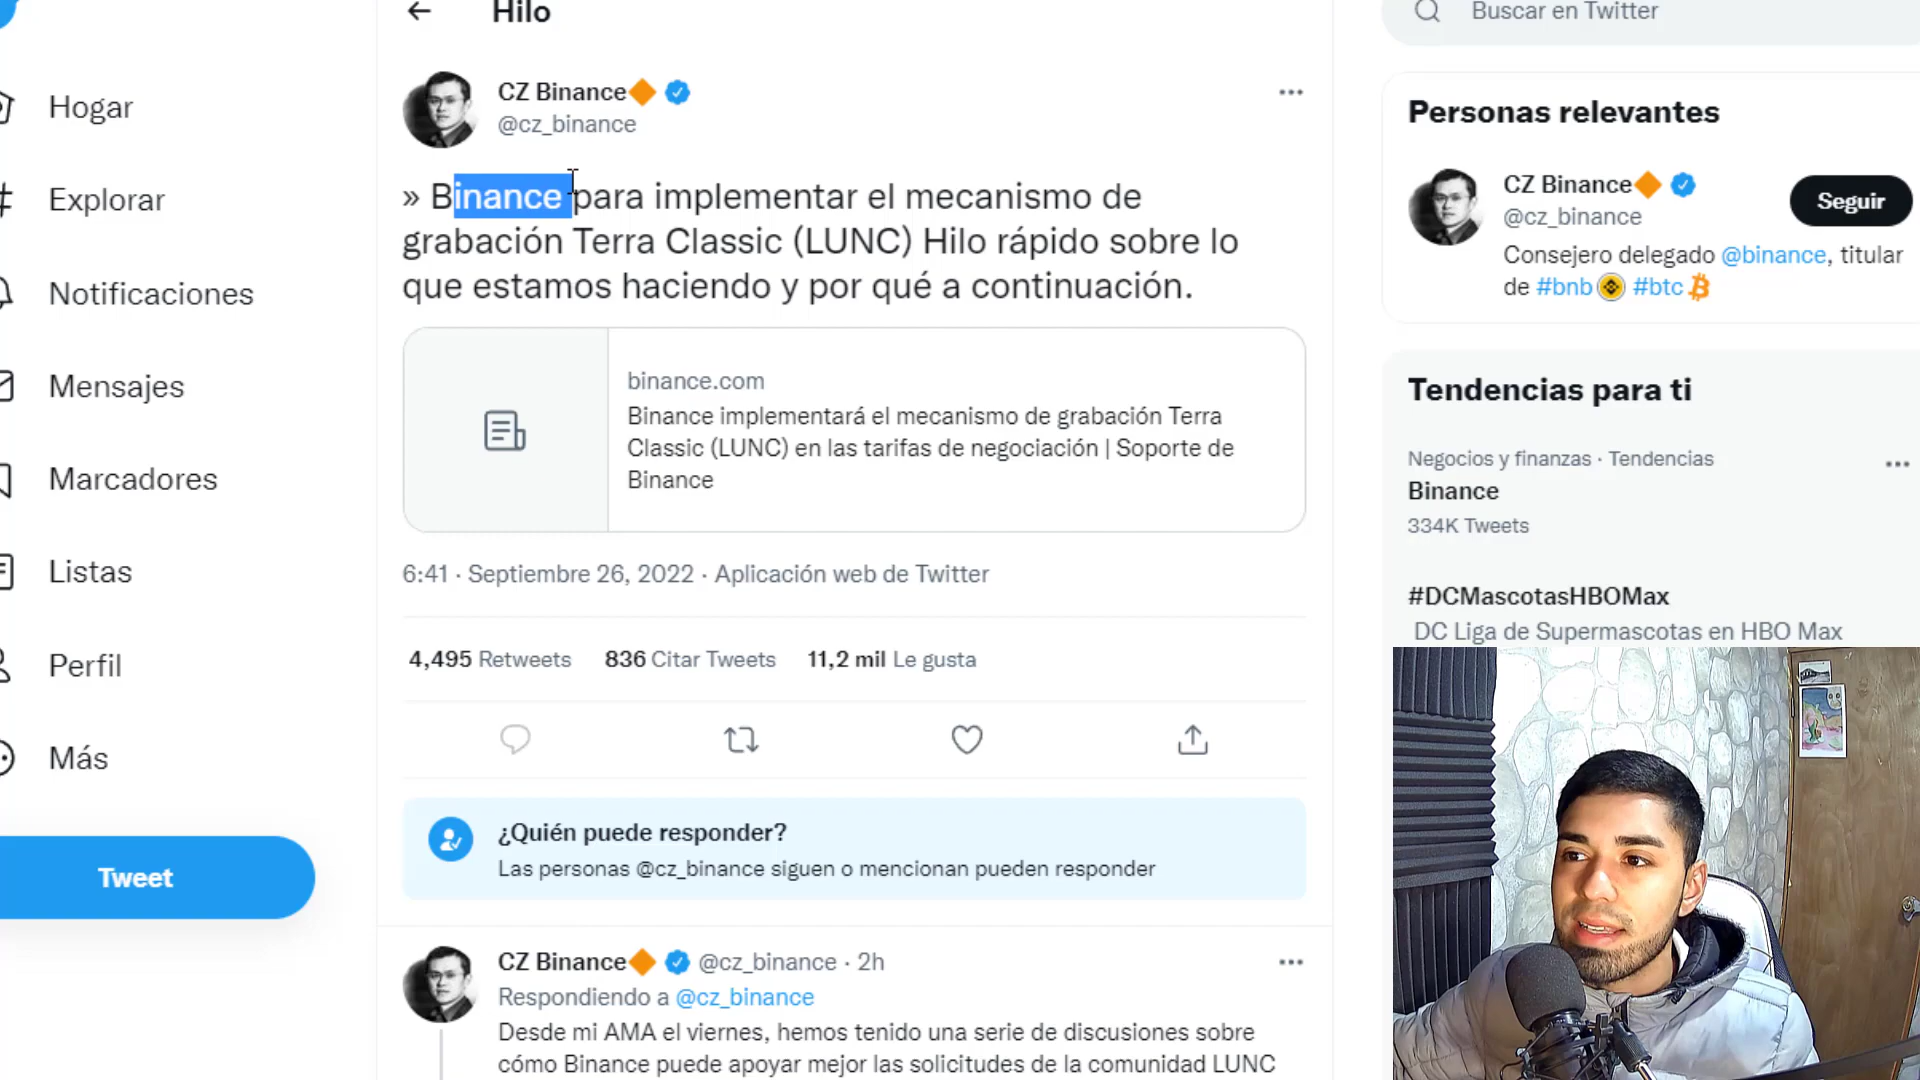 Hilo
Buscar en Twitter
Hogar
Explorar
Notificaciones
Mensajes
Marcadores
Listas
Perfil
Más
Tweet
CZ Binance
@cz_binance
» Binance para implementar el mecanismo de
grabación Terra Classic (LUNC) Hilo rápido sobre lo
que estamos haciendo y por qué a continuación.
binance.com
Binance implementará el mecanismo de grabación Terra
Classic (LUNC) en las tarifas de negociación | Soporte de
Binance
6:41 · Septiembre 26, 2022 · Aplicación web de Twitter
4,495 Retweets 836 Citar Tweets 11,2 mil Le gusta
¿Quién puede responder?
Las personas @cz_binance siguen o mencionan pueden responder
CZ Binance @cz_binance · 2h
Respondiendo a @cz_binance
Desde mi AMA el viernes, hemos tenido una serie de discusiones sobre
cómo Binance puede apoyar mejor las solicitudes de la comunidad LUNC
Personas relevantes
CZ Binance
@cz_binance
Seguir
Consejero delegado @binance, titular
de #bnb #btc
Tendencias para ti
Negocios y finanzas · Tendencias
Binance
334K Tweets
#DCMascotasHBOMax
DC Liga de Supermascotas en HBO Max